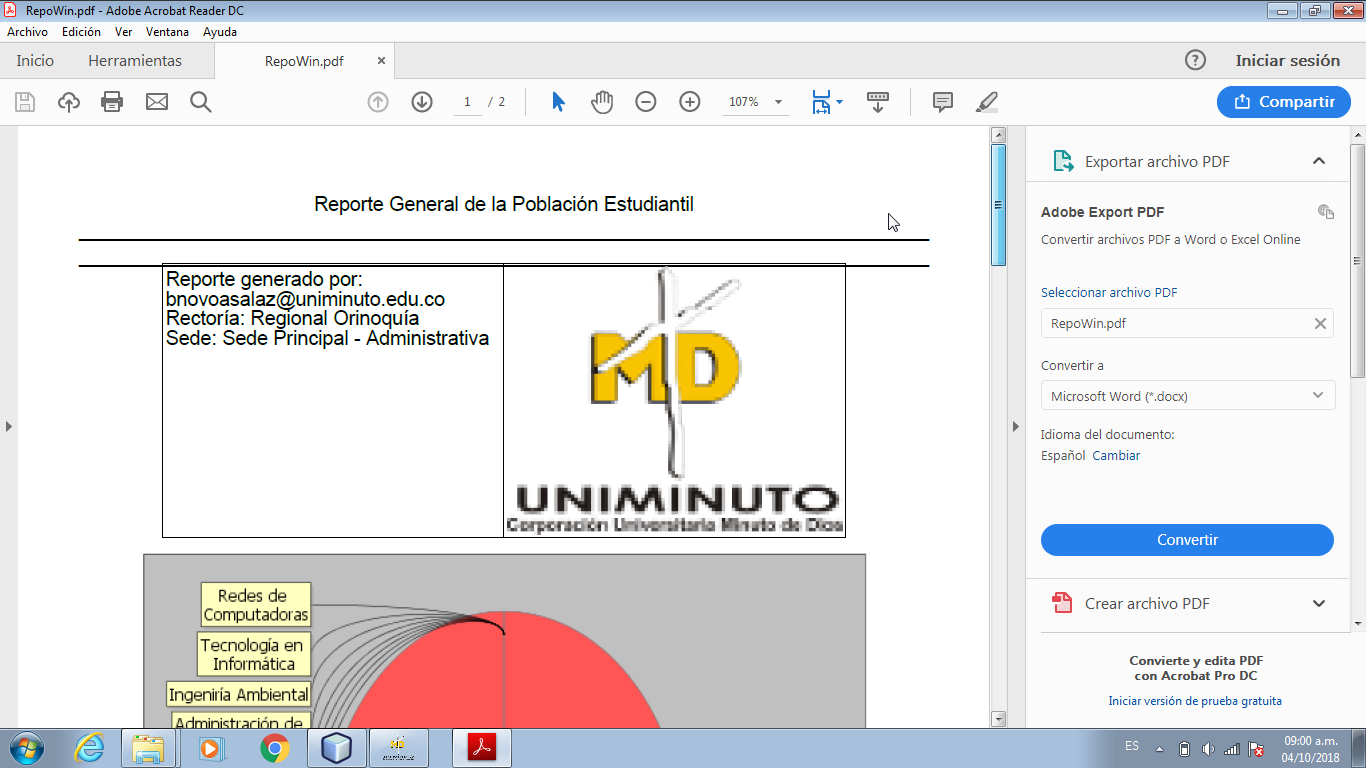 RepoWin.pdf - Adobe Acrobat Reader DC
Archivo Edición Ver Ventana Ayuda
Inicio Herramientas RepoWin.pdf × Iniciar sesión
1 / 2 107% Compartir
Reporte General de la Población Estudiantil
Reporte generado por:
bnovoasalaz@uniminuto.edu.co
Rectoría: Regional Orinoquía
Sede: Sede Principal - Administrativa
MD
UNIMINUTO
Corporación Universitaria Minuto de Dios
Redes de
Computadoras
Tecnología en
Informática
Ingeniría Ambiental
Administración de
Exportar archivo PDF
Adobe Export PDF
Convertir archivos PDF a Word o Excel Online
Seleccionar archivo PDF
RepoWin.pdf
Convertir a
Microsoft Word (*.docx)
Idioma del documento:
Español Cambiar
Convertir
Crear archivo PDF
Convierte y edita PDF
con Acrobat Pro DC
Iniciar versión de prueba gratuita
ES
09:00 a.m.
04/10/2018